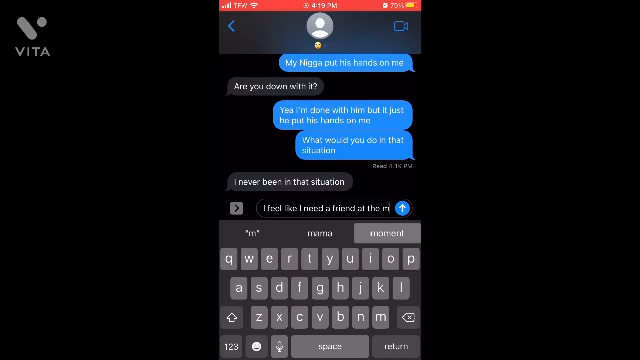 TFW 4:19 PM 79%
VITA
My Nigga put his hands on me
Are you down with it?
Yea I'm done with him but it just
he put his hands on me
What would you do in that
situation
Read 4:19 PM
I never been in that situation
I feel like I need a friend at the m
"m" mama moment
q w e r t y u i o p
a s d f g h j k l
z x c v b n m
123 space return